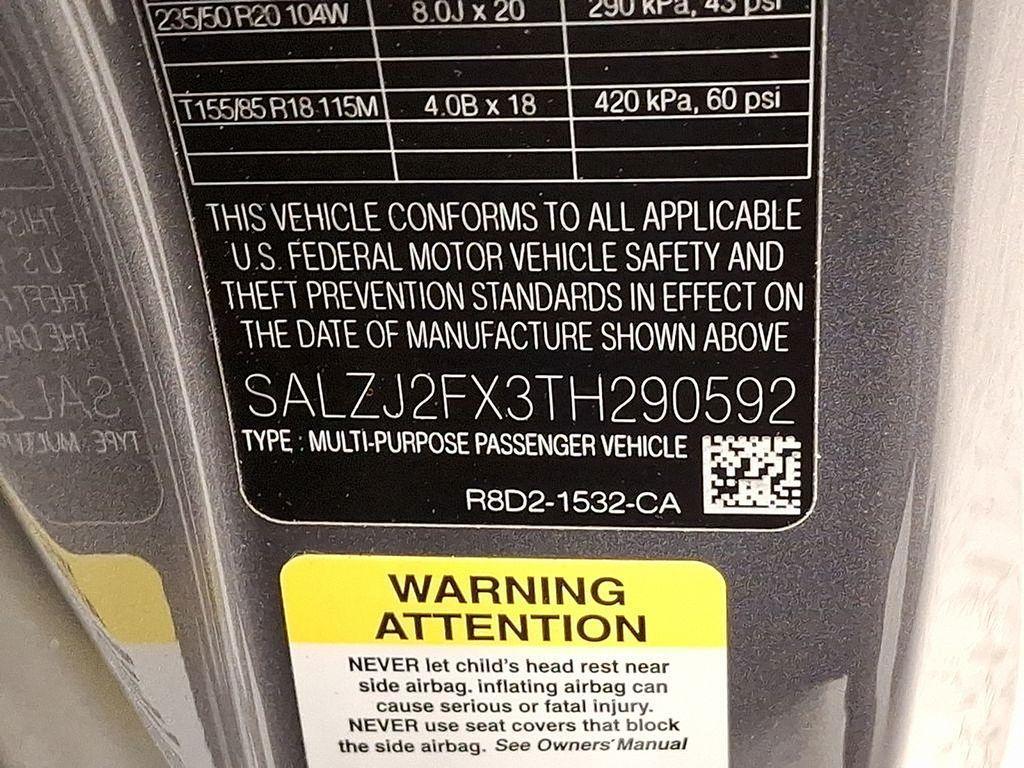 235/50 R20 104W 8.0J x 20 290 kPa, 43 psi
T155/85 R18 115M 4.0B x 18 420 kPa, 60 psi
THIS VEHICLE CONFORMS TO ALL APPLICABLE
U.S. FEDERAL MOTOR VEHICLE SAFETY AND
THEFT PREVENTION STANDARDS IN EFFECT ON
THE DATE OF MANUFACTURE SHOWN ABOVE
SALZJ2FX3TH290592
TYPE : MULTI-PURPOSE PASSENGER VEHICLE
R8D2-1532-CA
WARNING
ATTENTION
NEVER let child's head rest near
side airbag. inflating airbag can
cause serious or fatal injury.
NEVER use seat covers that block
the side airbag. See Owners' Manual